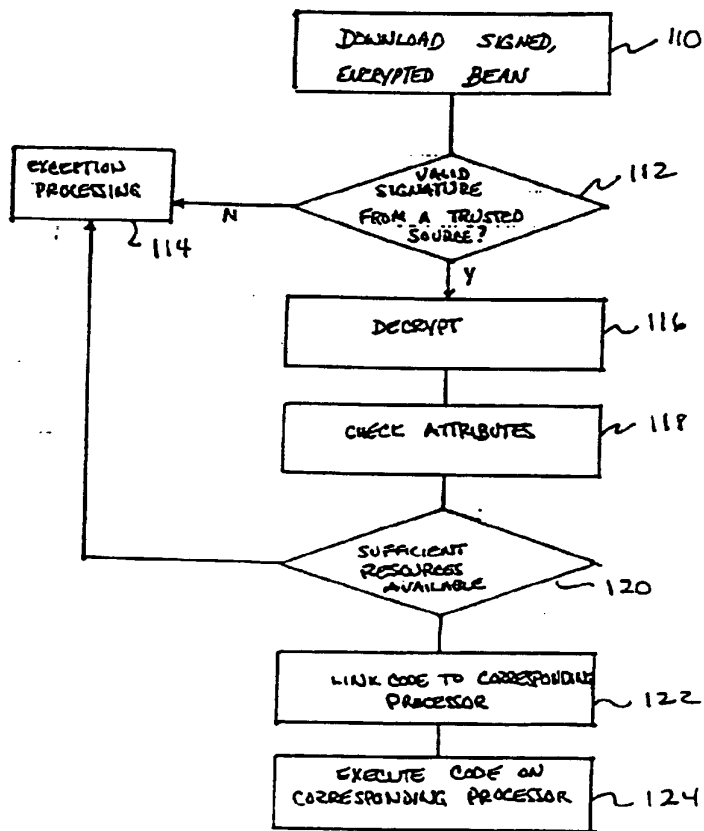 DOWNLOAD SIGNED,
ENCRYPTED BEAN
110
EXCEPTION
PROCESSING
114
VALID
SIGNATURE
FROM A TRUSTED
SOURCE?
112
N
Y
DECRYPT
116
CHECK ATTRIBUTES
118
SUFFICIENT
RESOURCES
AVAILABLE
120
LINK CODE TO CORRESPONDING
PROCESSOR
122
EXECUTE CODE ON
CORRESPONDING PROCESSOR
124